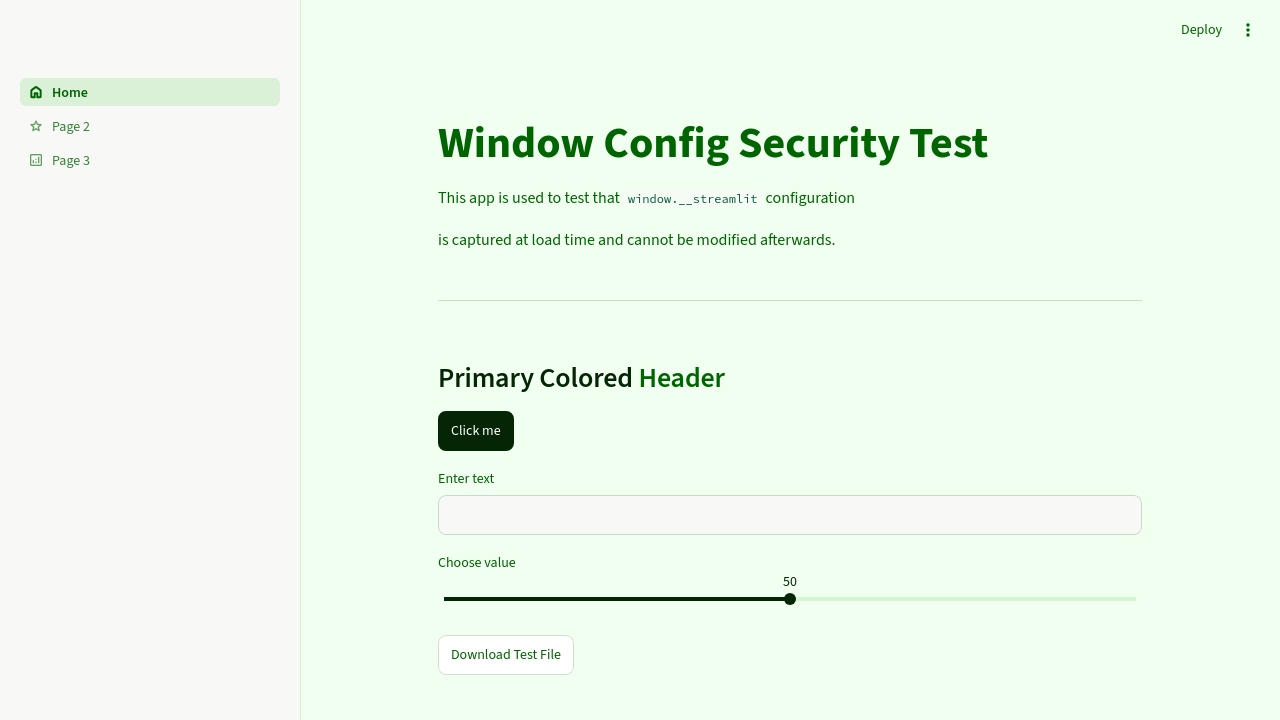 Deploy
Home
Page 2
Page 3
Window Config Security Test
This app is used to test that window.__streamlit configuration
is captured at load time and cannot be modified afterwards.
Primary Colored Header
Click me
Enter text
Choose value
50
Download Test File